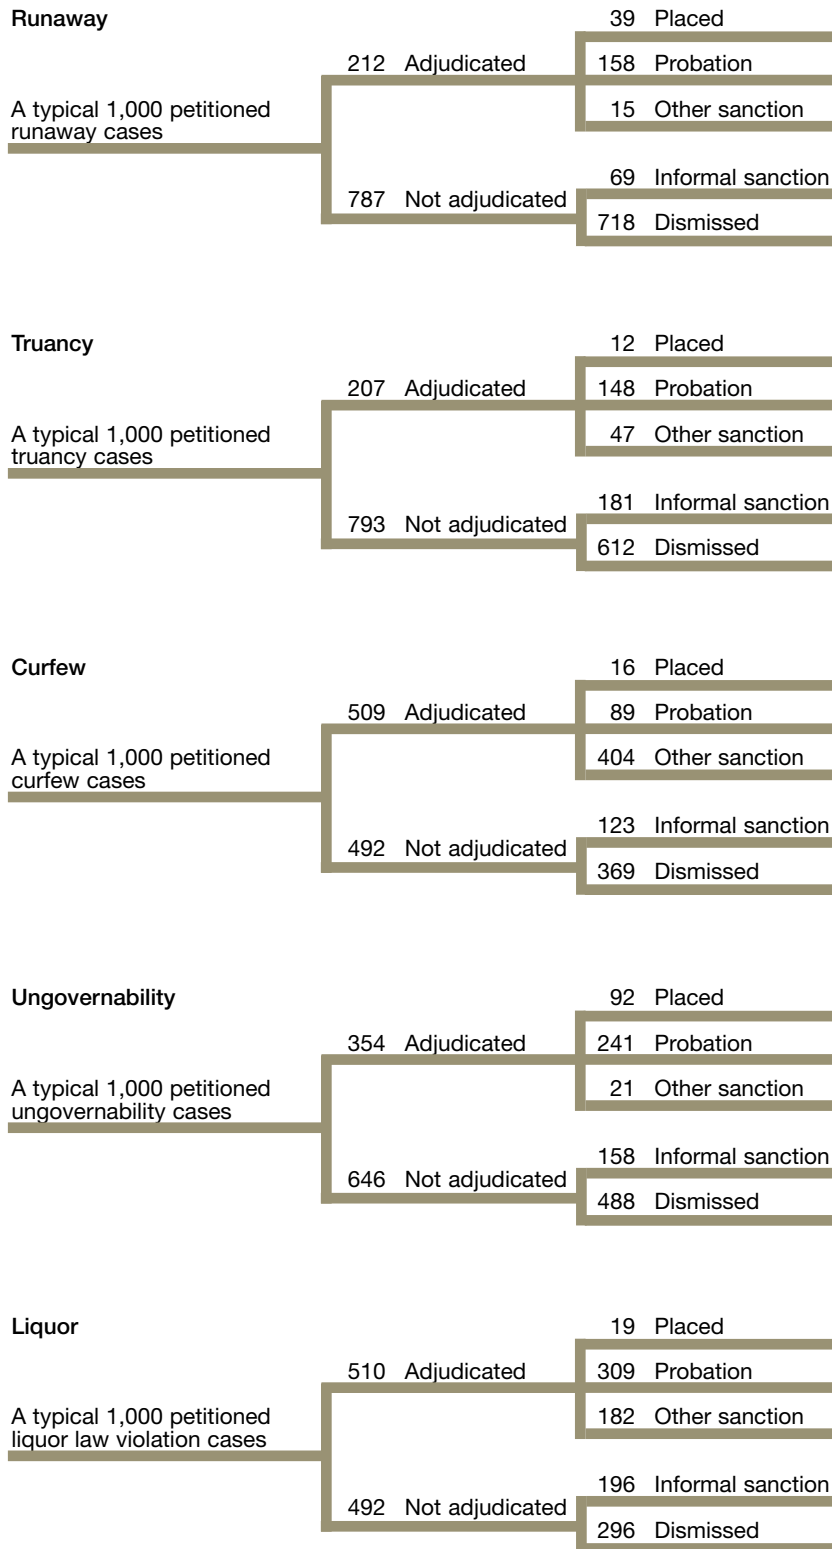 Runaway
39 Placed
212 Adjudicated
158 Probation
A typical 1,000 petitioned
runaway cases
15 Other sanction
69 Informal sanction
787 Not adjudicated
718 Dismissed
Truancy
12 Placed
207 Adjudicated
148 Probation
A typical 1,000 petitioned
truancy cases
47 Other sanction
181 Informal sanction
793 Not adjudicated
612 Dismissed
Curfew
16 Placed
509 Adjudicated
89 Probation
A typical 1,000 petitioned
curfew cases
404 Other sanction
123 Informal sanction
492 Not adjudicated
369 Dismissed
Ungovernability
92 Placed
354 Adjudicated
241 Probation
A typical 1,000 petitioned
ungovernability cases
21 Other sanction
158 Informal sanction
646 Not adjudicated
488 Dismissed
Liquor
19 Placed
510 Adjudicated
309 Probation
A typical 1,000 petitioned
liquor law violation cases
182 Other sanction
196 Informal sanction
492 Not adjudicated
296 Dismissed